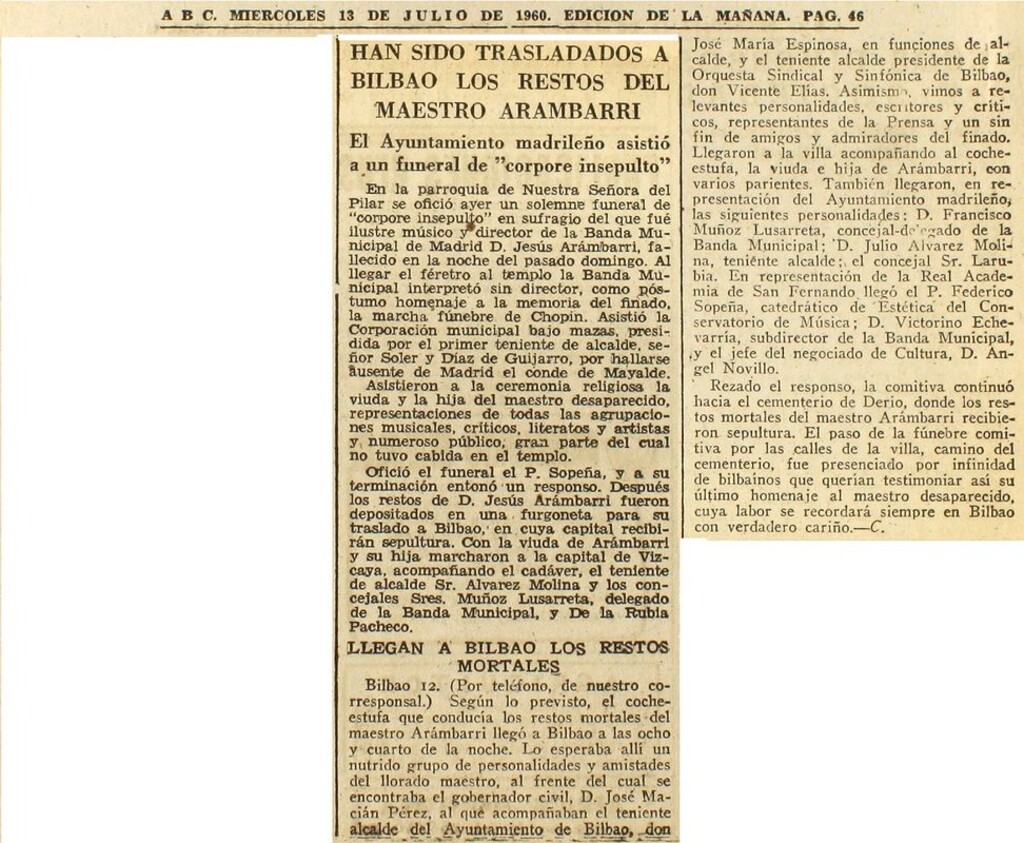 A B C. MIERCOLES 13 DE JULIO DE 1960. EDICION DE LA MAÑANA. PAG. 46
HAN SIDO TRASLADADOS A
BILBAO LOS RESTOS DEL
MAESTRO ARAMBARRI
El Ayuntamiento madrileño asistió
a un funeral de "corpore insepulto"
En la parroquia de Nuestra Señora del
Pilar se ofició ayer un solemne funeral de
"corpore insepulto" en sufragio del que fué
ilustre músico y director de la Banda Mu-
nicipal de Madrid D. Jesús Arámbarri, fa-
llecido en la noche del pasado domingo. Al
llegar el féretro al templo la Banda Mu-
nicipal interpretó sin director, como pós-
tumo homenaje a la memoria del finado,
la marcha fúnebre de Chopin. Asistió la
Corporación municipal bajo mazas, presi-
dida por el primer teniente de alcalde, se-
ñor Soler y Díaz de Guijarro, por hallarse
ausente de Madrid el conde de Mayalde.
Asistieron a la ceremonia religiosa la
viuda y la hija del maestro desaparecido,
representaciones de todas las agrupacio-
nes musicales, críticos, literatos y artistas
y numeroso público, gran parte del cual
no tuvo cabida en el templo.
Ofició el funeral el P. Sopeña, y a su
terminación entonó un responso. Después
los restos de D. Jesús Arámbarri fueron
depositados en una furgoneta para su
traslado a Bilbao, en cuya capital recibi-
rán sepultura. Con la viuda de Arámbarri
y su hija marcharon a la capital de Viz-
caya, acompañando el cadáver, el teniente
de alcalde Sr. Alvarez Molina y los con-
cejales Sres. Muñoz Lusarreta, delegado
de la Banda Municipal, y De la Rubia
Pacheco.
LLEGAN A BILBAO LOS RESTOS
MORTALES
Bilbao 12. (Por teléfono, de nuestro co-
rresponsal.) Según lo previsto, el coche-
estufa que conducía los restos mortales del
maestro Arámbarri llegó a Bilbao a las ocho
y cuarto de la noche. Lo esperaba allí un
nutrido grupo de personalidades y amistades
del llorado maestro, al frente del cual se
encontraba el gobernador civil, D. José Ma-
cián Pérez, al que acompañaban el teniente
alcalde del Ayuntamiento de Bilbao, don
José María Espinosa, en funciones de al-
calde, y el teniente alcalde presidente de la
Orquesta Sindical y Sinfónica de Bilbao,
don Vicente Elías. Asimismo, vimos a re-
levantes personalidades, escritores y críti-
cos, representantes de la Prensa y un sin
fin de amigos y admiradores del finado.
Llegaron a la villa acompañando al coche-
estufa, la viuda e hija de Arámbarri, con
varios parientes. También llegaron, en re-
presentación del Ayuntamiento madrileño,
las siguientes personalidades: D. Francisco
Muñoz Lusarreta, concejal-delegado de la
Banda Municipal; D. Julio Alvarez Moli-
na, teniente alcalde; el concejal Sr. Laru-
bia. En representación de la Real Acade-
mia de San Fernando llegó el P. Federico
Sopeña, catedrático de Estética del Con-
servatorio de Música; D. Victorino Eche-
varría, subdirector de la Banda Municipal,
y el jefe del negociado de Cultura, D. An-
gel Novillo.
Rezado el responso, la comitiva continuó
hacia el cementerio de Derio, donde los res-
tos mortales del maestro Arámbarri recibie-
ron sepultura. El paso de la fúnebre comi-
tiva por las calles de la villa, camino del
cementerio, fue presenciado por infinidad
de bilbaínos que querían testimoniar así su
último homenaje al maestro desaparecido,
cuya labor se recordará siempre en Bilbao
con verdadero cariño.—C.